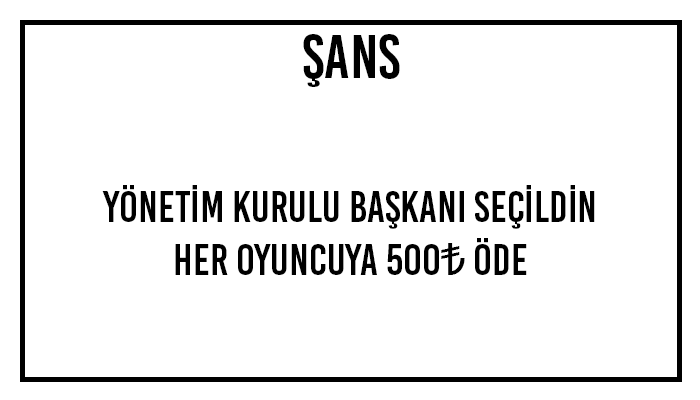 ŞANS
YÖNETİM KURULU BAŞKANI SEÇİLDİN
HER OYUNCUYA 500₺ ÖDE